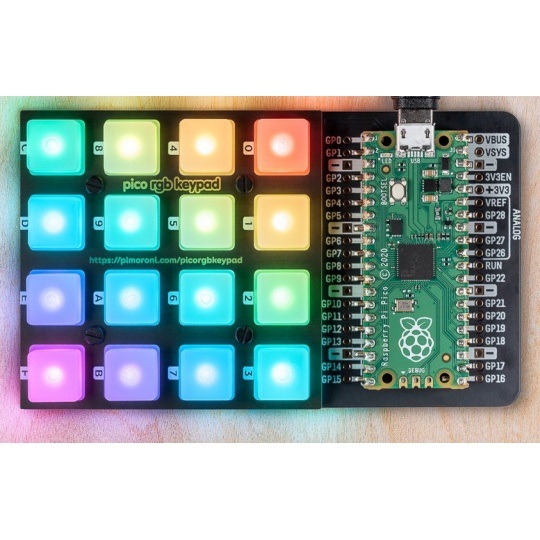 C 8 4 0
pico rgb keypad
D 9 5 1
https://pimoroni.com/picorgbkeypad
E A 6 2
F B 7 3
GP0
GP1
GP2
GP3
GP4
GP5
GP6
GP7
GP8
GP9
GP10
GP11
GP12
GP13
GP14
GP15
LED
USB
BOOTSEL
Raspberry Pi Pico © 2020
DEBUG
VBUS
VSYS
3V3EN
+3V3
VREF
GP28
GP27
GP26
RUN
GP22
GP21
GP20
GP19
GP18
GP17
GP16
ANALOG